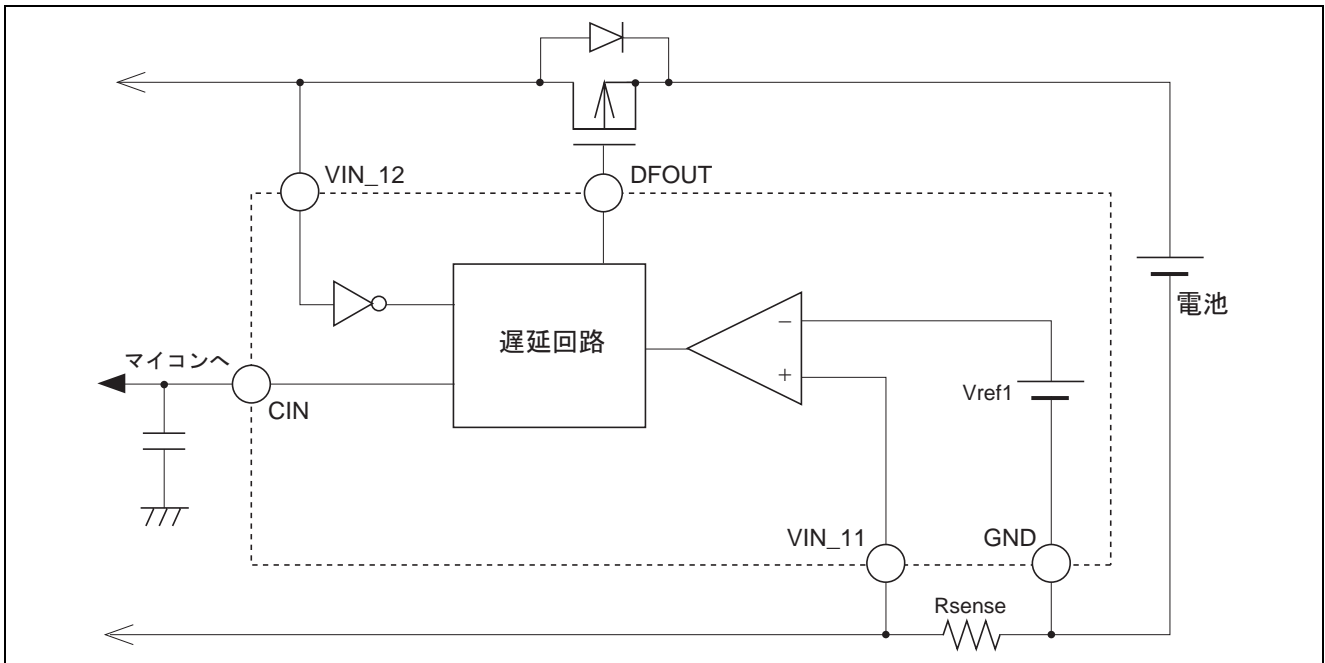 VIN_12
DFOUT
電池
遅延回路
−
+
マイコンへ
CIN
Vref1
VIN_11
GND
Rsense